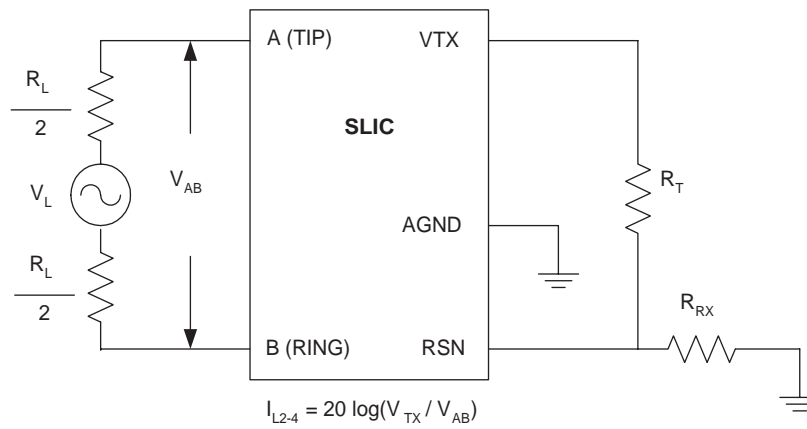 A (TIP)
VTX
R_L
2
SLIC
V_L
V_AB
R_T
AGND
R_L
2
R_RX
B (RING)
RSN
I_L2-4 = 20 log(V_TX / V_AB)